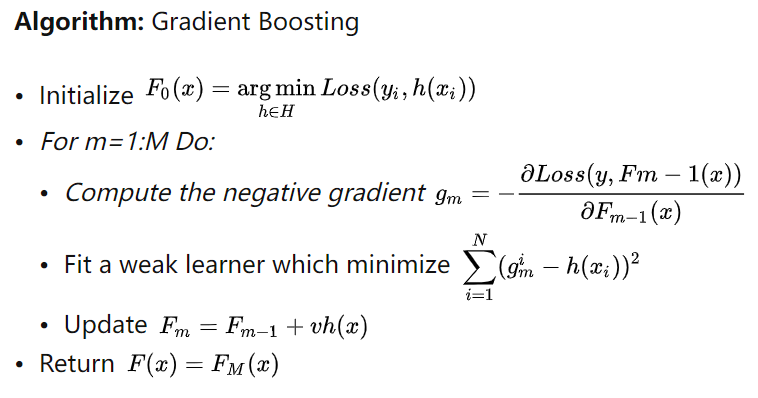 Algorithm: Gradient Boosting
• Initialize $F_0(x) = \underset{h \in H}{\arg\min}\, Loss(y_i, h(x_i))$
• For m=1:M Do:
• Compute the negative gradient $g_m = -\frac{\partial Loss(y, Fm-1(x))}{\partial F_{m-1}(x)}$
• Fit a weak learner which minimize $\sum_{i=1}^{N}(g_m^i - h(x_i))^2$
• Update $F_m = F_{m-1} + vh(x)$
• Return $F(x) = F_M(x)$